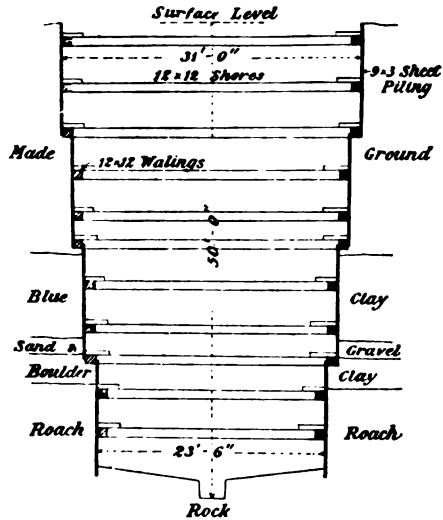 Surface Level
31'-0"
12×12 Shores
9×3 Sheet
Piling
Made
Ground
12×12 Walings
50'-0"
Blue
Clay
Sand &
Gravel
Boulder
Clay
Roach
Roach
23'-6"
Rock